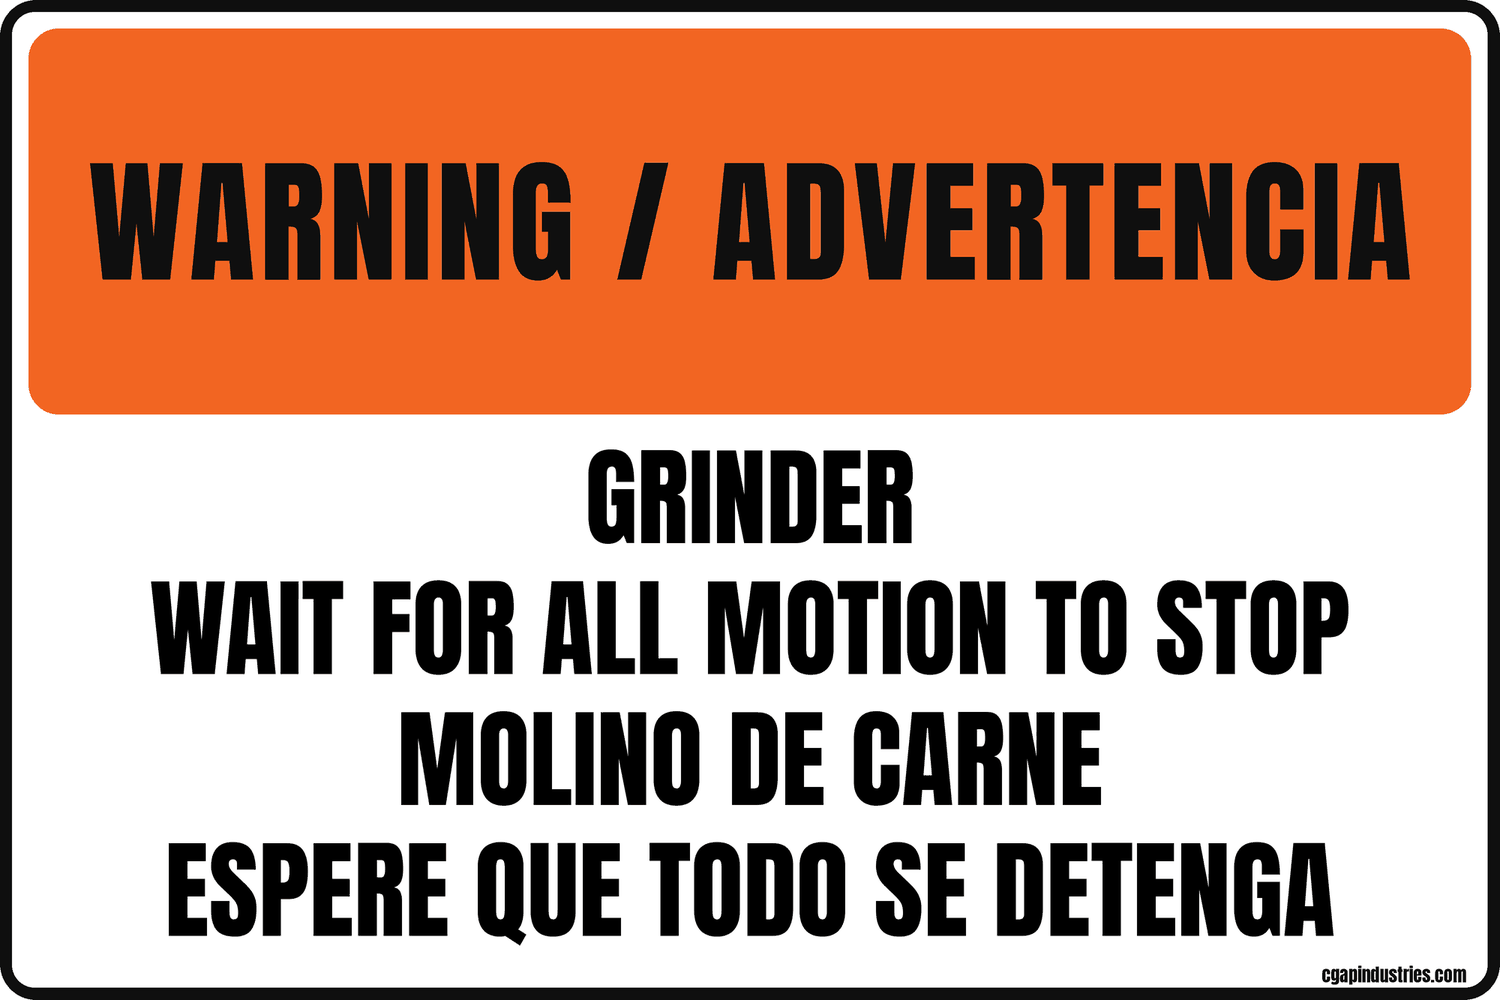 WARNING / ADVERTENCIA
GRINDER
WAIT FOR ALL MOTION TO STOP
MOLINO DE CARNE
ESPERE QUE TODO SE DETENGA
cgapindustries.com